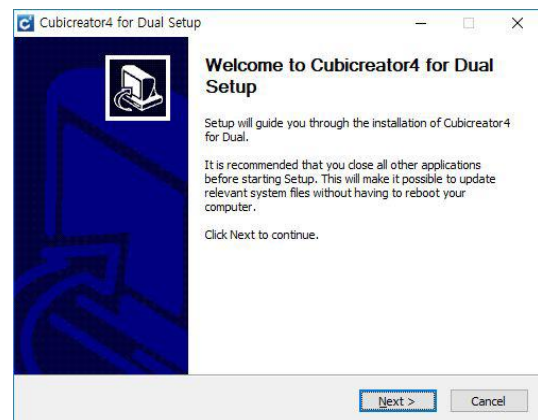 Cubicreator4 for Dual Setup
Welcome to Cubicreator4 for Dual
Setup
Setup will guide you through the installation of Cubicreator4
for Dual.
It is recommended that you close all other applications
before starting Setup. This will make it possible to update
relevant system files without having to reboot your
computer.
Click Next to continue.
Next >
Cancel